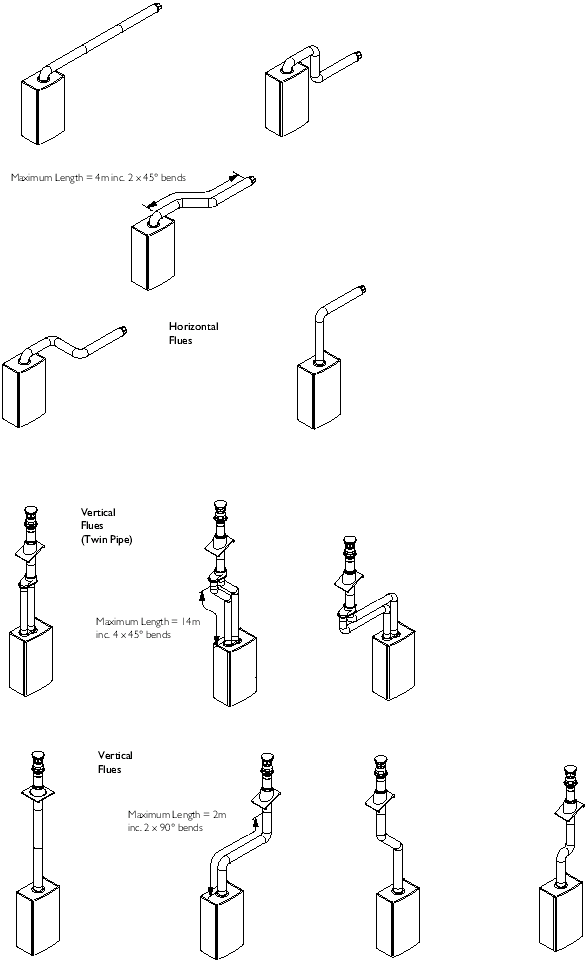 Maximum Length = 4m inc. 2 x 45° bends
Horizontal
Flues
Vertical
Flues
(Twin Pipe)
Maximum Length = 14m
inc. 4 x 45° bends
Vertical
Flues
Maximum Length = 2m
inc. 2 x 90° bends